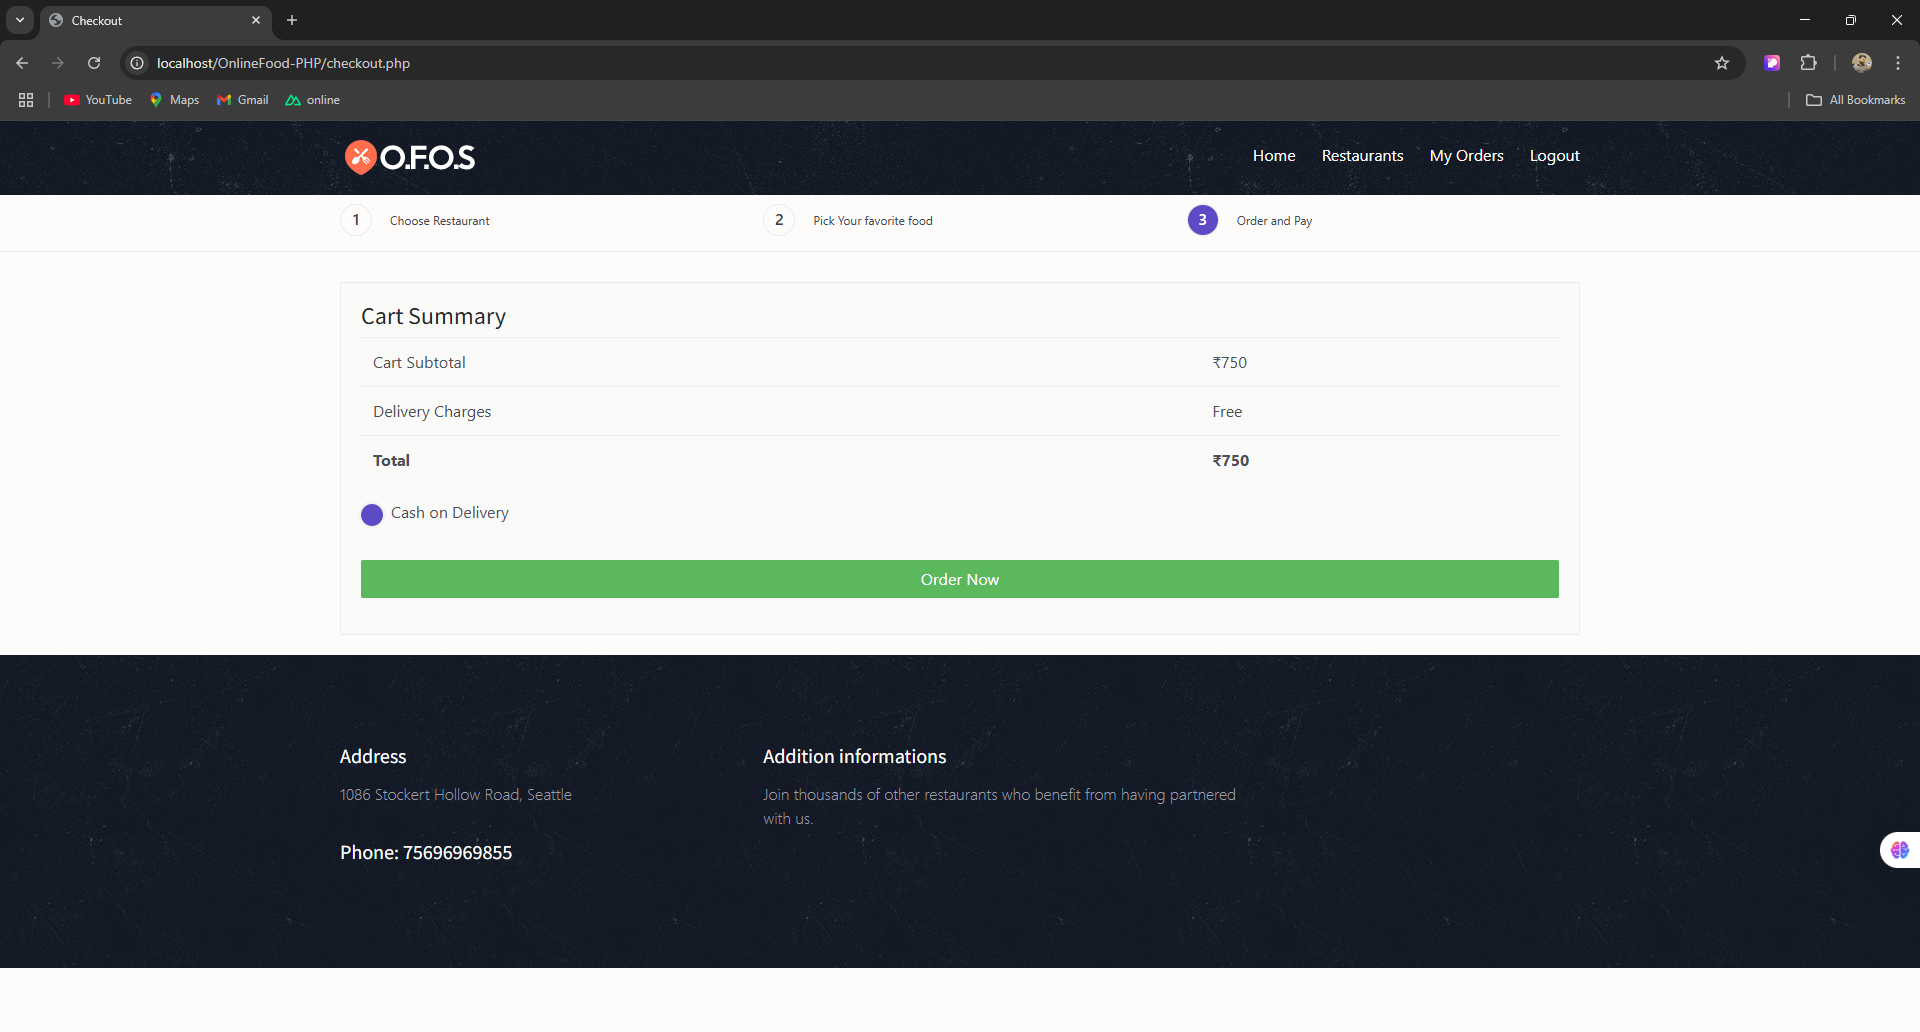 Checkout
localhost/OnlineFood-PHP/checkout.php
YouTube Maps Gmail online All Bookmarks
O.F.O.S Home Restaurants My Orders Logout
1 Choose Restaurant 2 Pick Your favorite food 3 Order and Pay
Cart Summary
Cart Subtotal ₹750
Delivery Charges Free
Total ₹750
Cash on Delivery
Order Now
Address Addition informations
1086 Stockert Hollow Road, Seattle Join thousands of other restaurants who benefit from having partnered
with us.
Phone: 75696969855